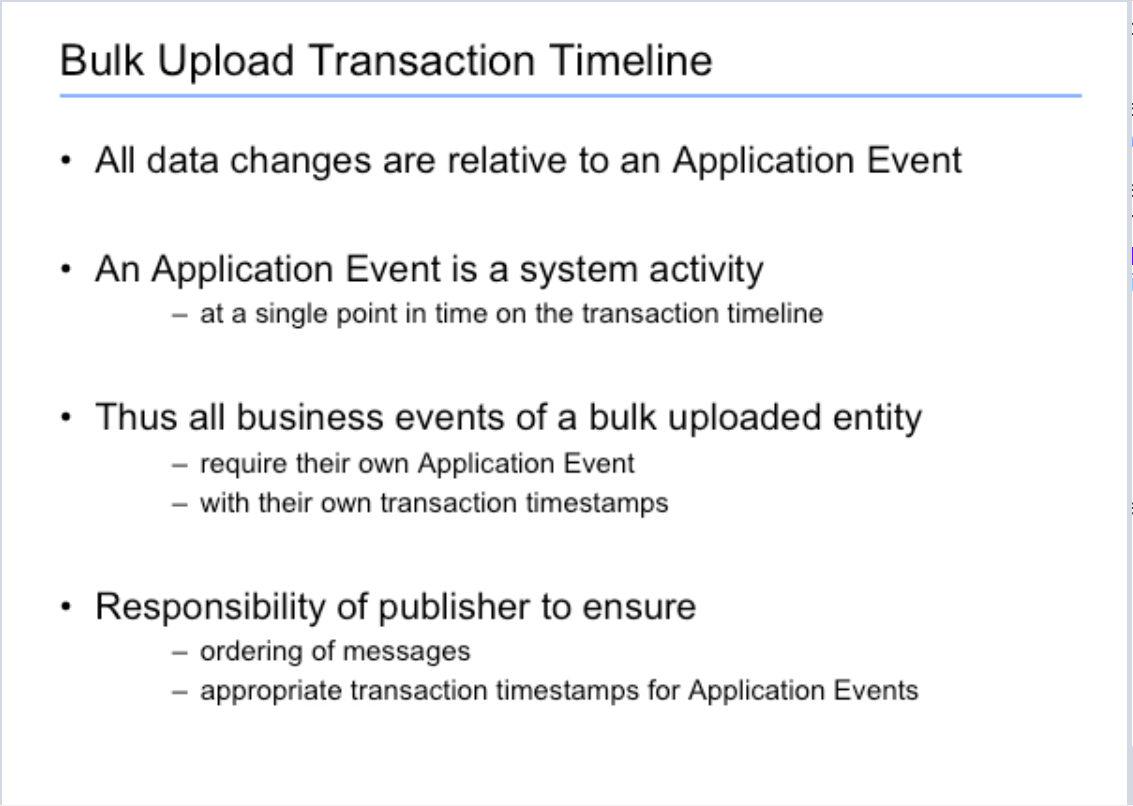 Bulk Upload Transaction Timeline
• All data changes are relative to an Application Event
• An Application Event is a system activity
– at a single point in time on the transaction timeline
• Thus all business events of a bulk uploaded entity
– require their own Application Event
– with their own transaction timestamps
• Responsibility of publisher to ensure
– ordering of messages
– appropriate transaction timestamps for Application Events